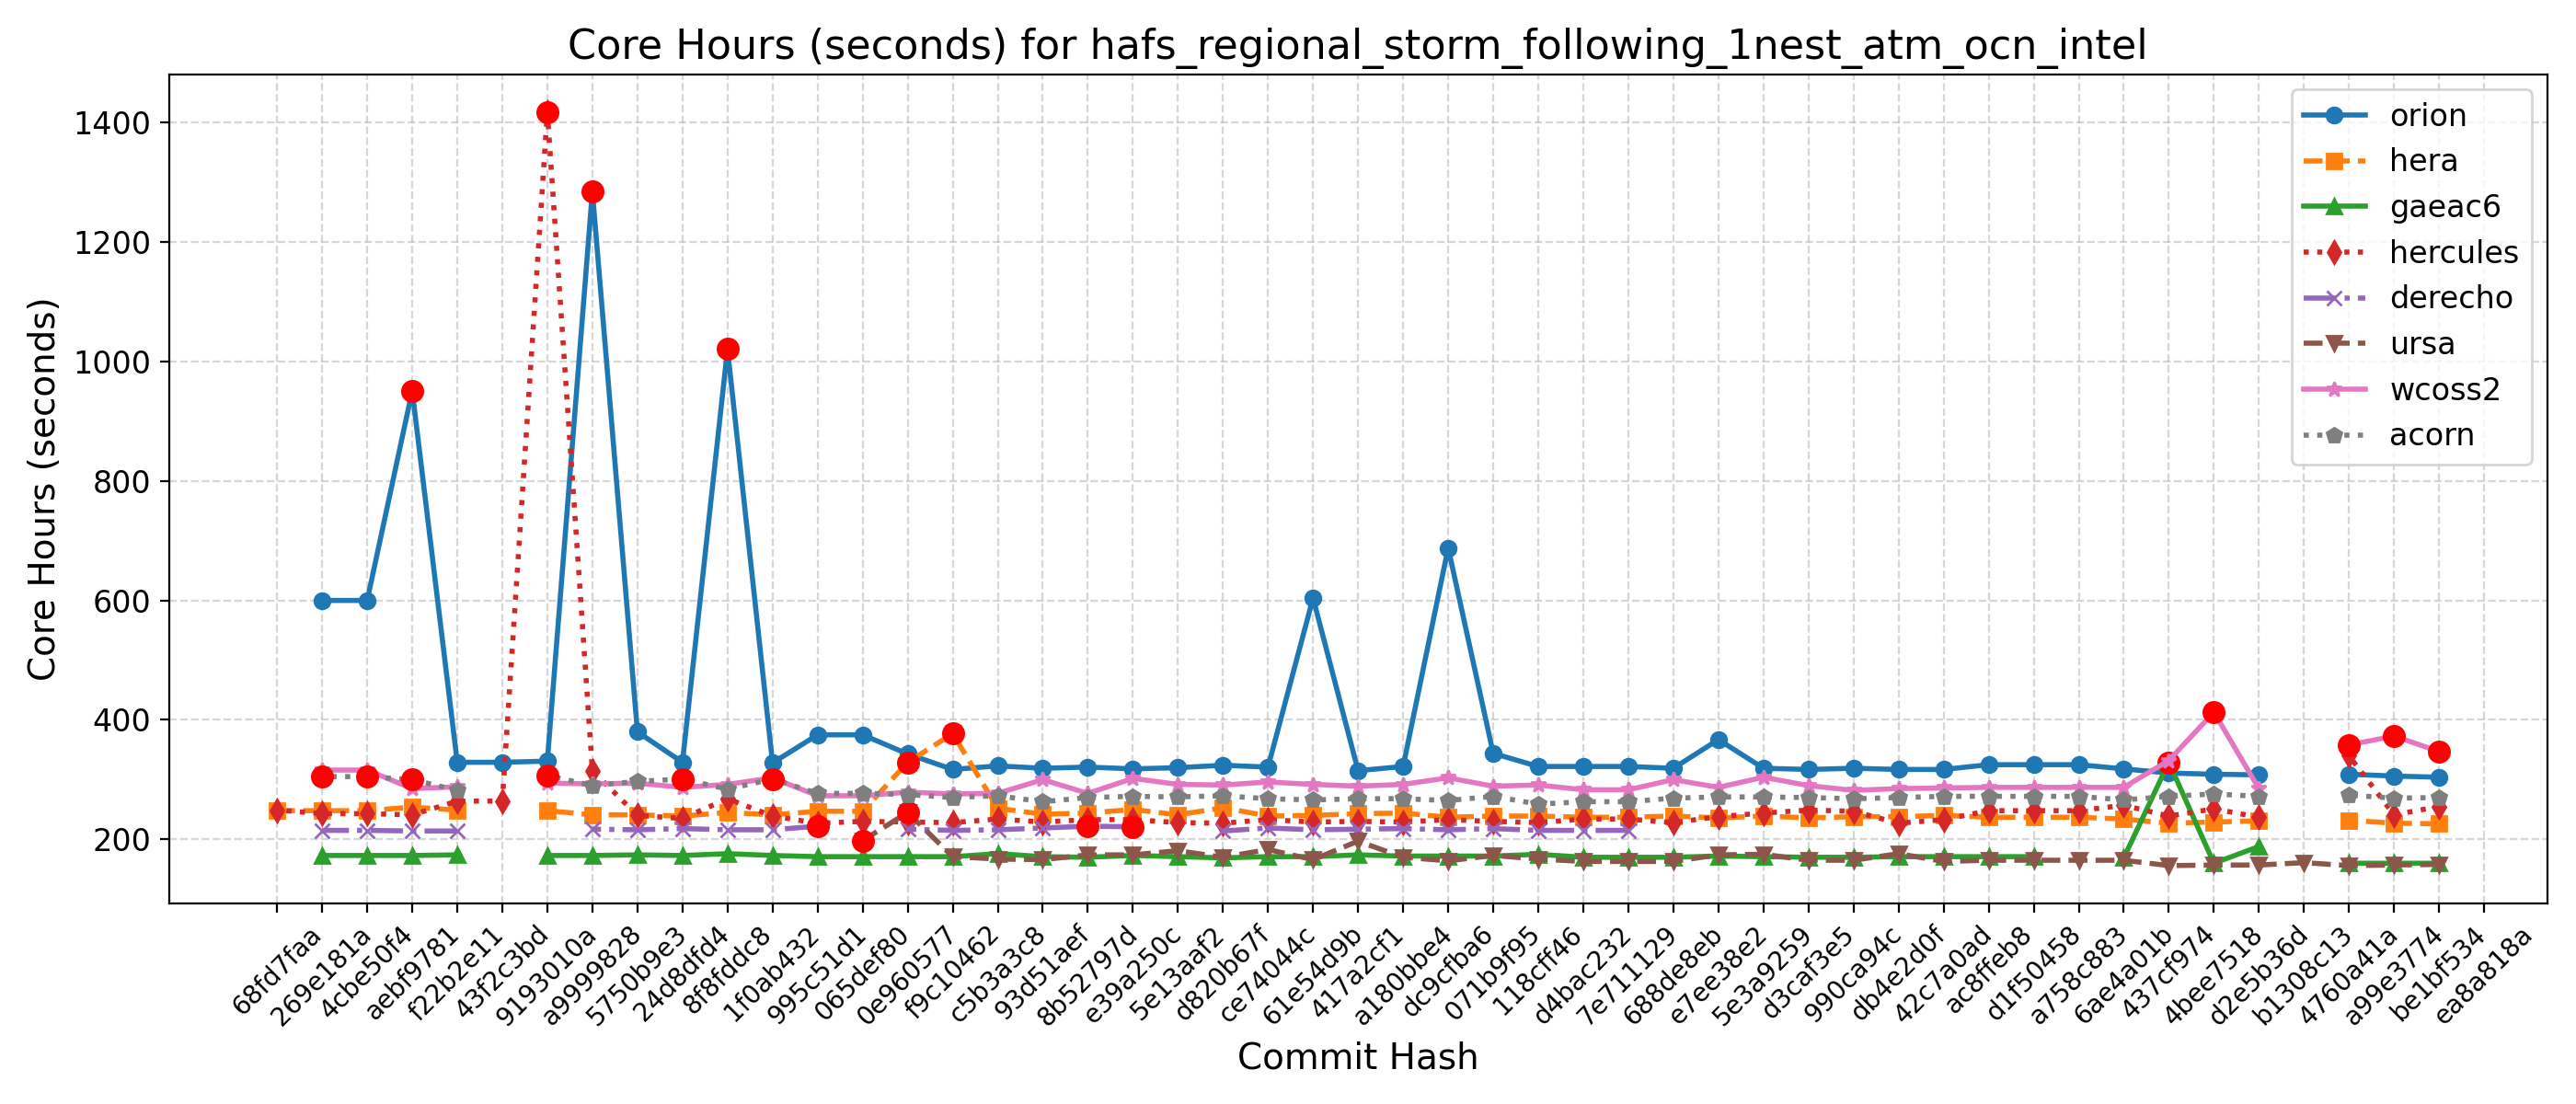 Core Hours (seconds) for hafs_regional_storm_following_1nest_atm_ocn_intel
Core Hours (seconds)
1400
1200
1000
800
600
400
200
orion
hera
gaeac6
hercules
derecho
ursa
wcoss2
acorn
68fd7faa
269e181a
4cbe50f4
aebf9781
f22b2e11
43f2c3bd
9193010a
a9999828
5750b9e3
24d8dfd4
8f8fddc8
1f0ab432
995c51d1
065def80
0e960577
f9c10462
c5b3a3c8
93d51aef
8b52797d
e39a250c
5e13aaf2
d820b67f
ce74044c
61e54d9b
417a2cf1
a180bbe4
dc9cfba6
071b9f95
118cff46
d4bac232
7e711129
688de8eb
e7ee38e2
5e3a9259
d3caf3e5
990ca94c
db4e2d0f
42c7a0ad
ac8ffeb8
d1f50458
a758c883
6ae4a01b
437cf974
4bee7518
d2e5b36d
b1308c13
4760a41a
a99e3774
be1bf534
ea8a818a
Commit Hash